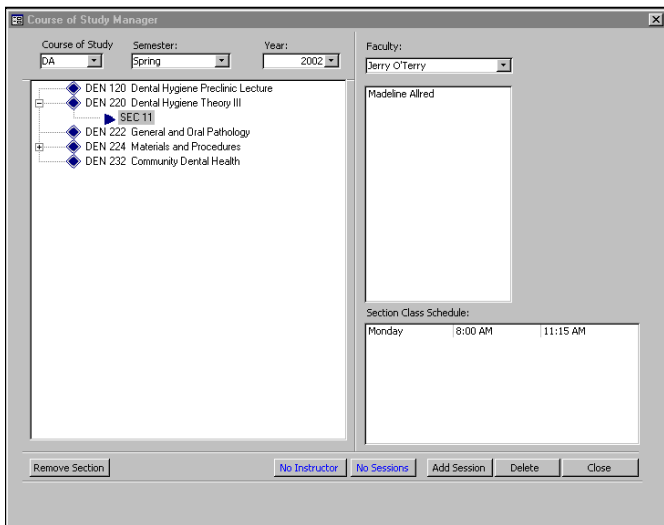 Course of Study Manager
Course of Study Semester: Year:
DA Spring 2002
DEN 120 Dental Hygiene Preclinic Lecture
DEN 220 Dental Hygiene Theory III
SEC 11
DEN 222 General and Oral Pathology
DEN 224 Materials and Procedures
DEN 232 Community Dental Health
Faculty:
Jerry O'Terry
Madeline Allred
Section Class Schedule:
Monday 8:00 AM 11:15 AM
Remove Section No Instructor No Sessions Add Session Delete Close